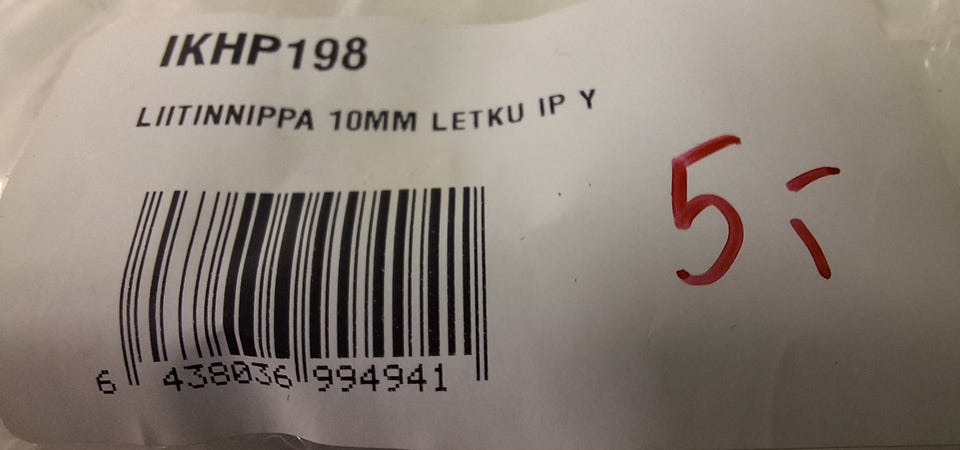 IKHP198
LIITINNIPPA 10MM LETKU IP Y
5,-
6 438036 994941